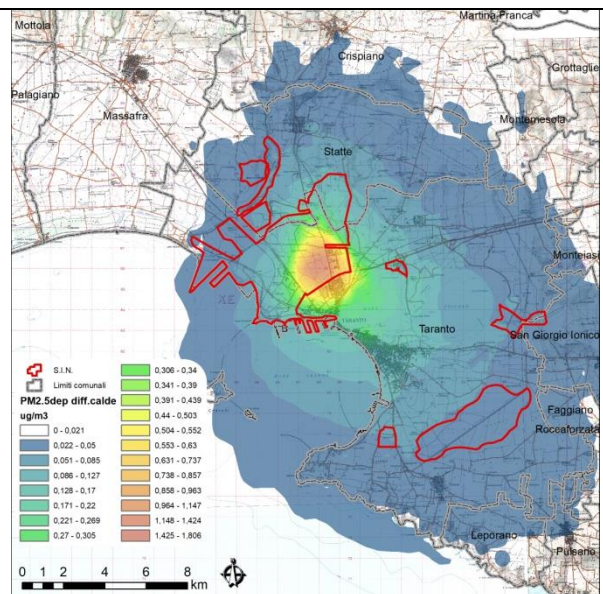 Mottola
Martina Franca
Crispiano
Grottaglie
Palagiano
Massafra
Montemesola
Statte
Monteiasi
TARANTO
Taranto
San Giorgio Ionico
Faggiano
Roccaforzata
Leporano
Pulsano
S.I.N.
Limiti comunali
PM2.5dep diff.calde
ug/m3
0 - 0,021
0,022 - 0,05
0,051 - 0,085
0,086 - 0,127
0,128 - 0,17
0,171 - 0,22
0,221 - 0,269
0,27 - 0,305
0,306 - 0,34
0,341 - 0,39
0,391 - 0,439
0,44 - 0,503
0,504 - 0,552
0,553 - 0,63
0,631 - 0,737
0,738 - 0,857
0,858 - 0,963
0,964 - 1,147
1,148 - 1,424
1,425 - 1,806
0 1 2 4 6 8
km